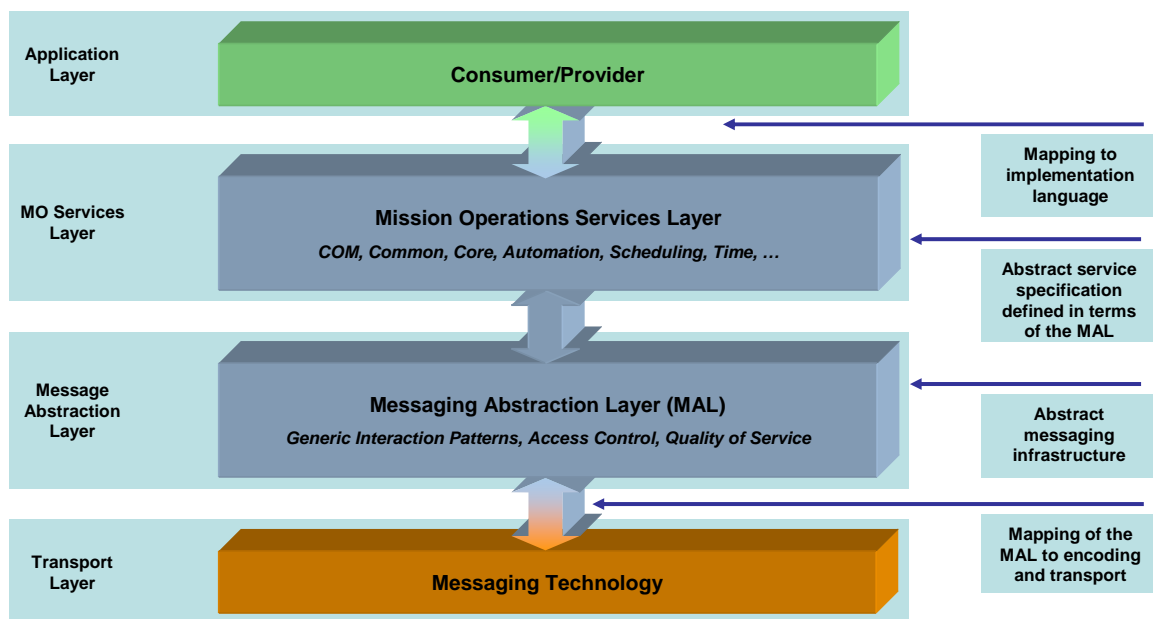 Application
Layer
Consumer/Provider
Mapping to
implementation
language
MO Services
Layer
Mission Operations Services Layer
COM, Common, Core, Automation, Scheduling, Time, …
Abstract service
specification
defined in terms
of the MAL
Message
Abstraction
Layer
Messaging Abstraction Layer (MAL)
Generic Interaction Patterns, Access Control, Quality of Service
Abstract
messaging
infrastructure
Transport
Layer
Messaging Technology
Mapping of the
MAL to encoding
and transport